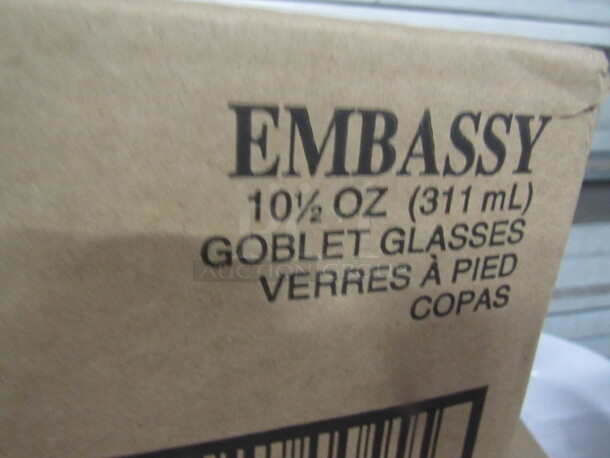 EMBASSY
10½ OZ (311 mL)
GOBLET GLASSES
VERRES À PIED
COPAS